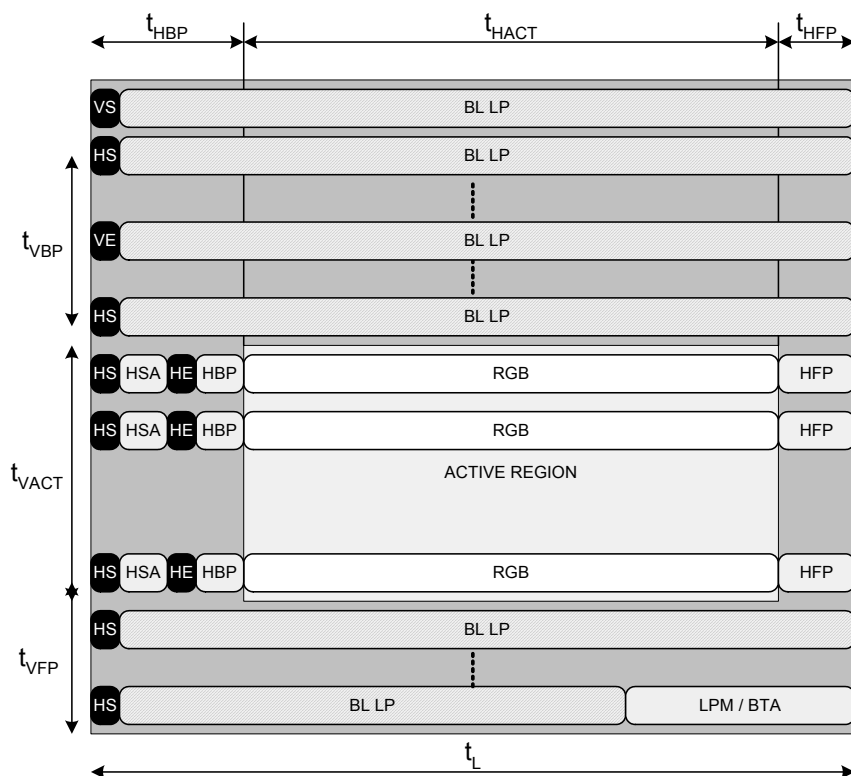 tHBP tHACT tHFP
VS BL LP
HS BL LP
tVBP
VE BL LP
HS BL LP
HS HSA HE HBP RGB HFP
HS HSA HE HBP RGB HFP
tVACT
ACTIVE REGION
HS HSA HE HBP RGB HFP
HS BL LP
tVFP
HS BL LP LPM / BTA
tL